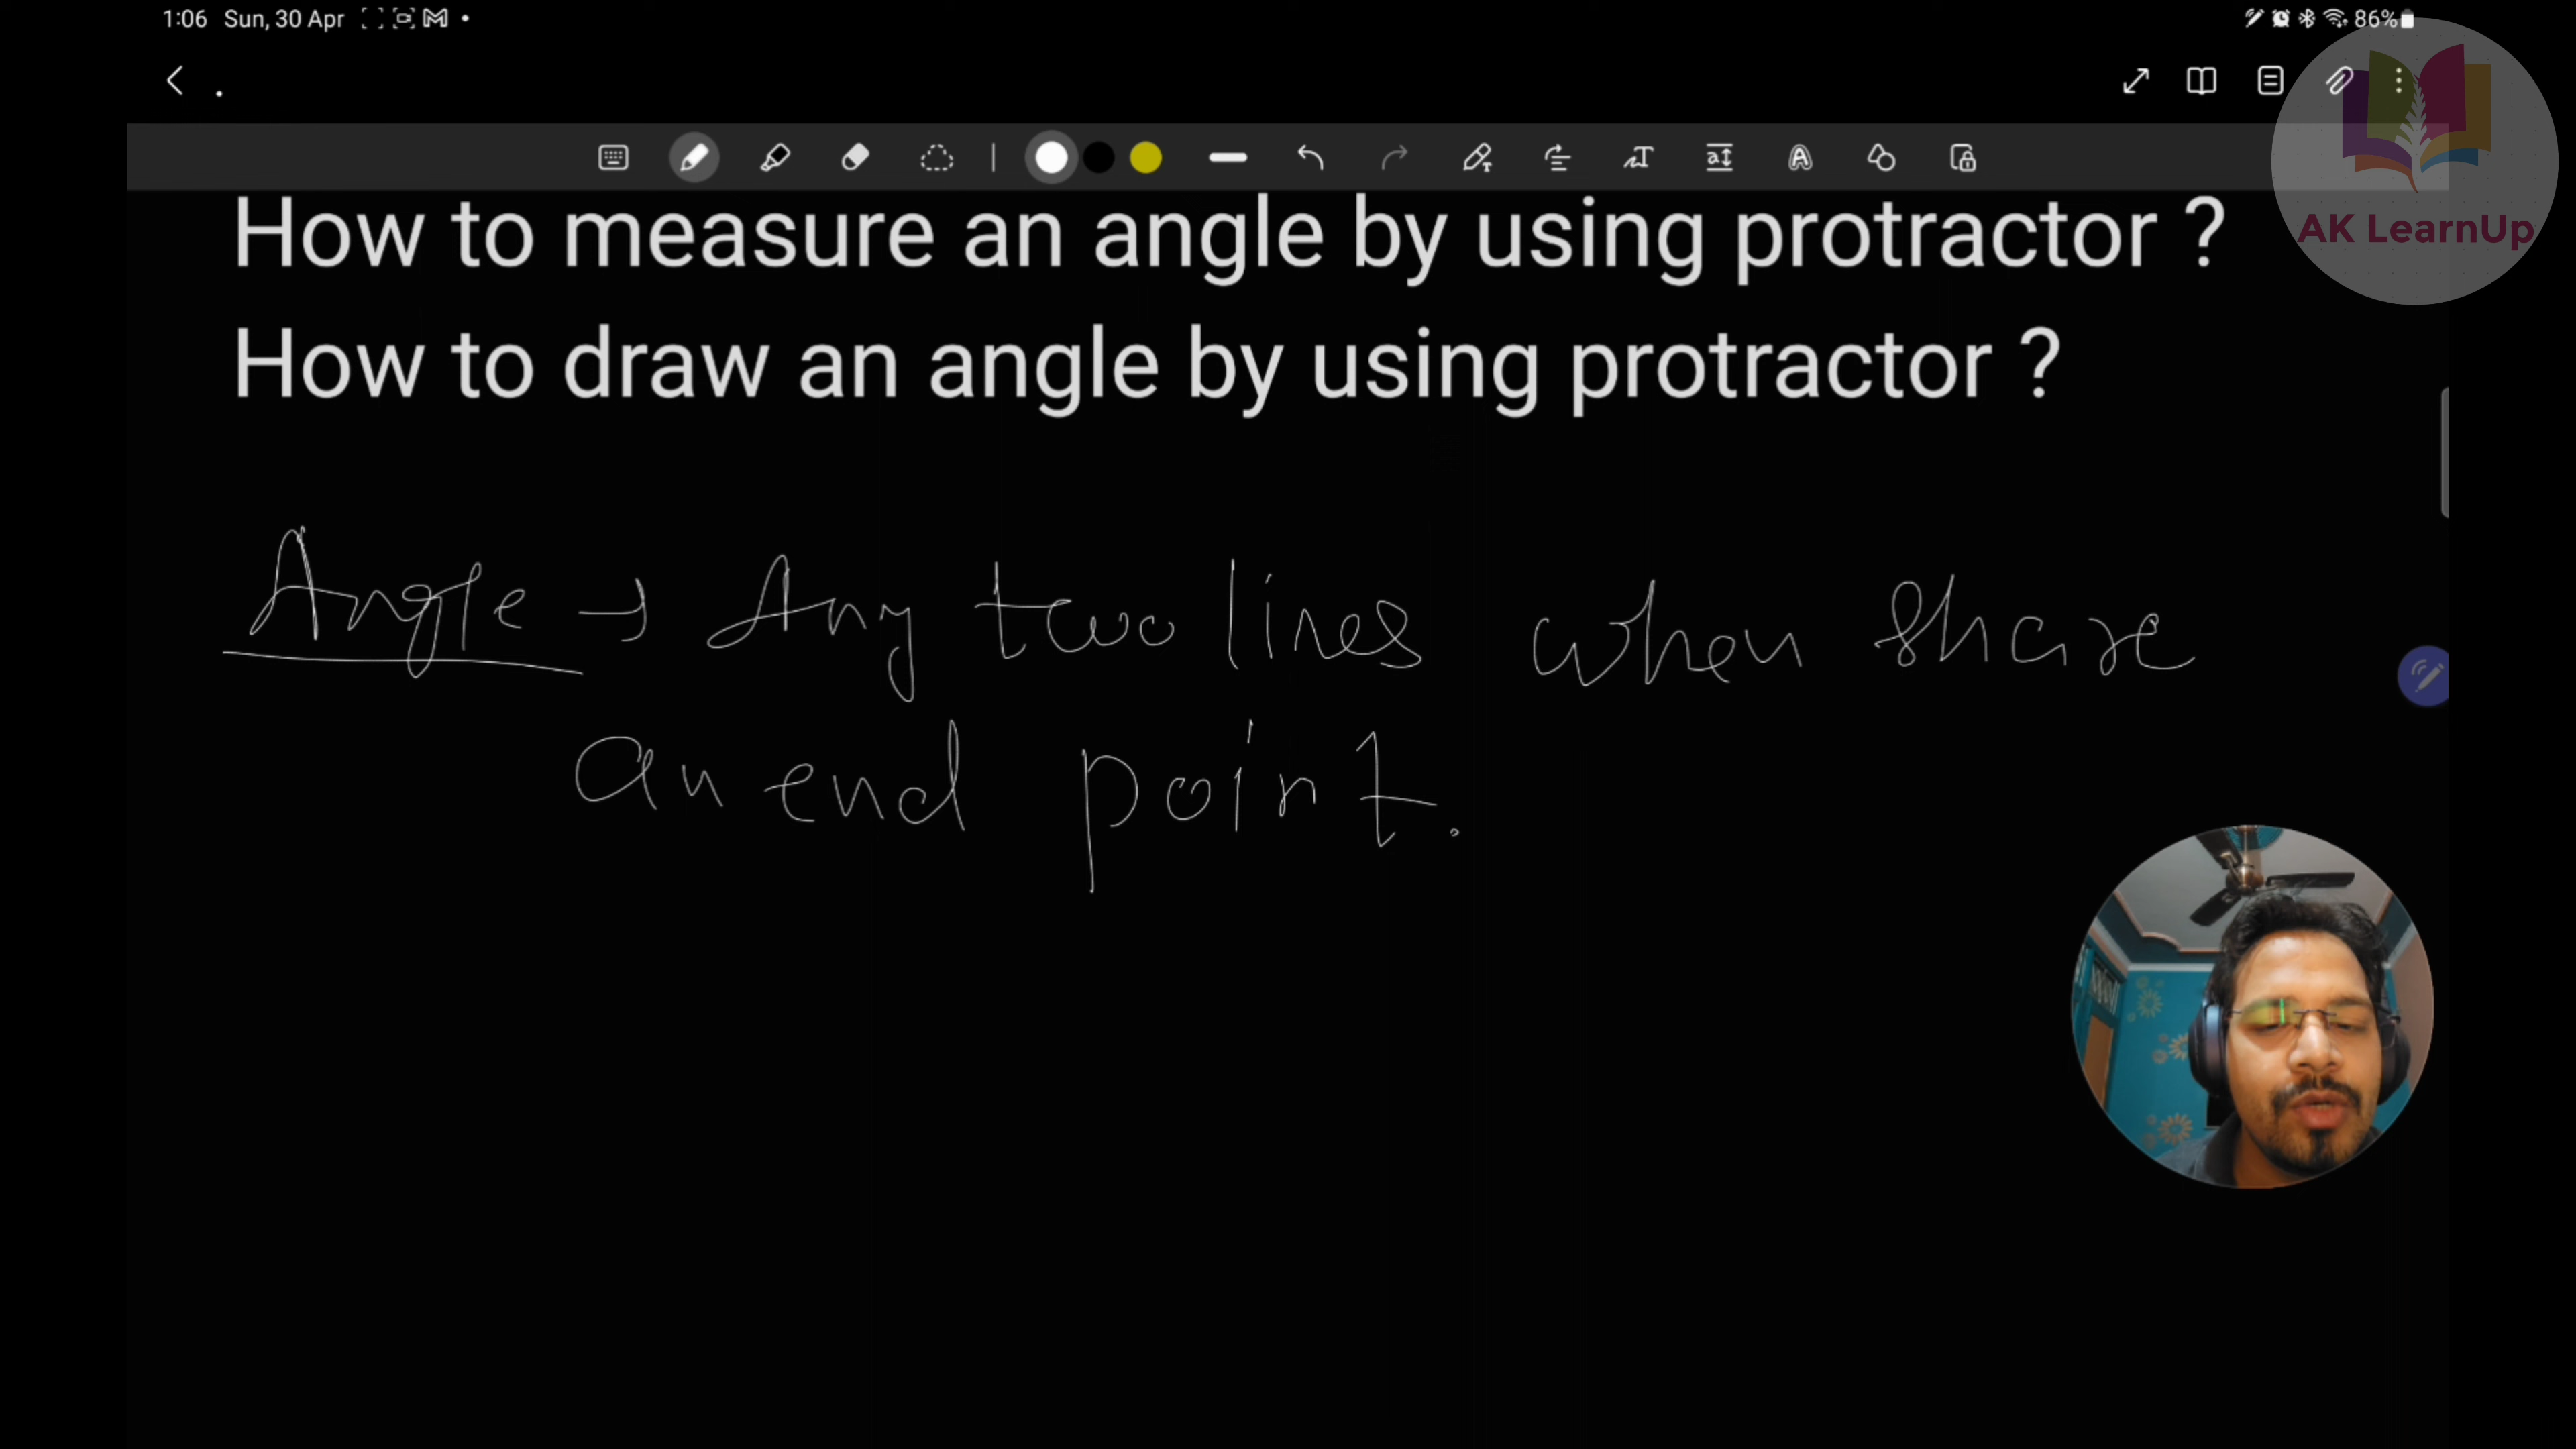 1:06 Sun, 30 Apr
86%
.
AK LearnUp
How to measure an angle by using protractor ?
How to draw an angle by using protractor ?
Angle → Any two lines when share
an end point.